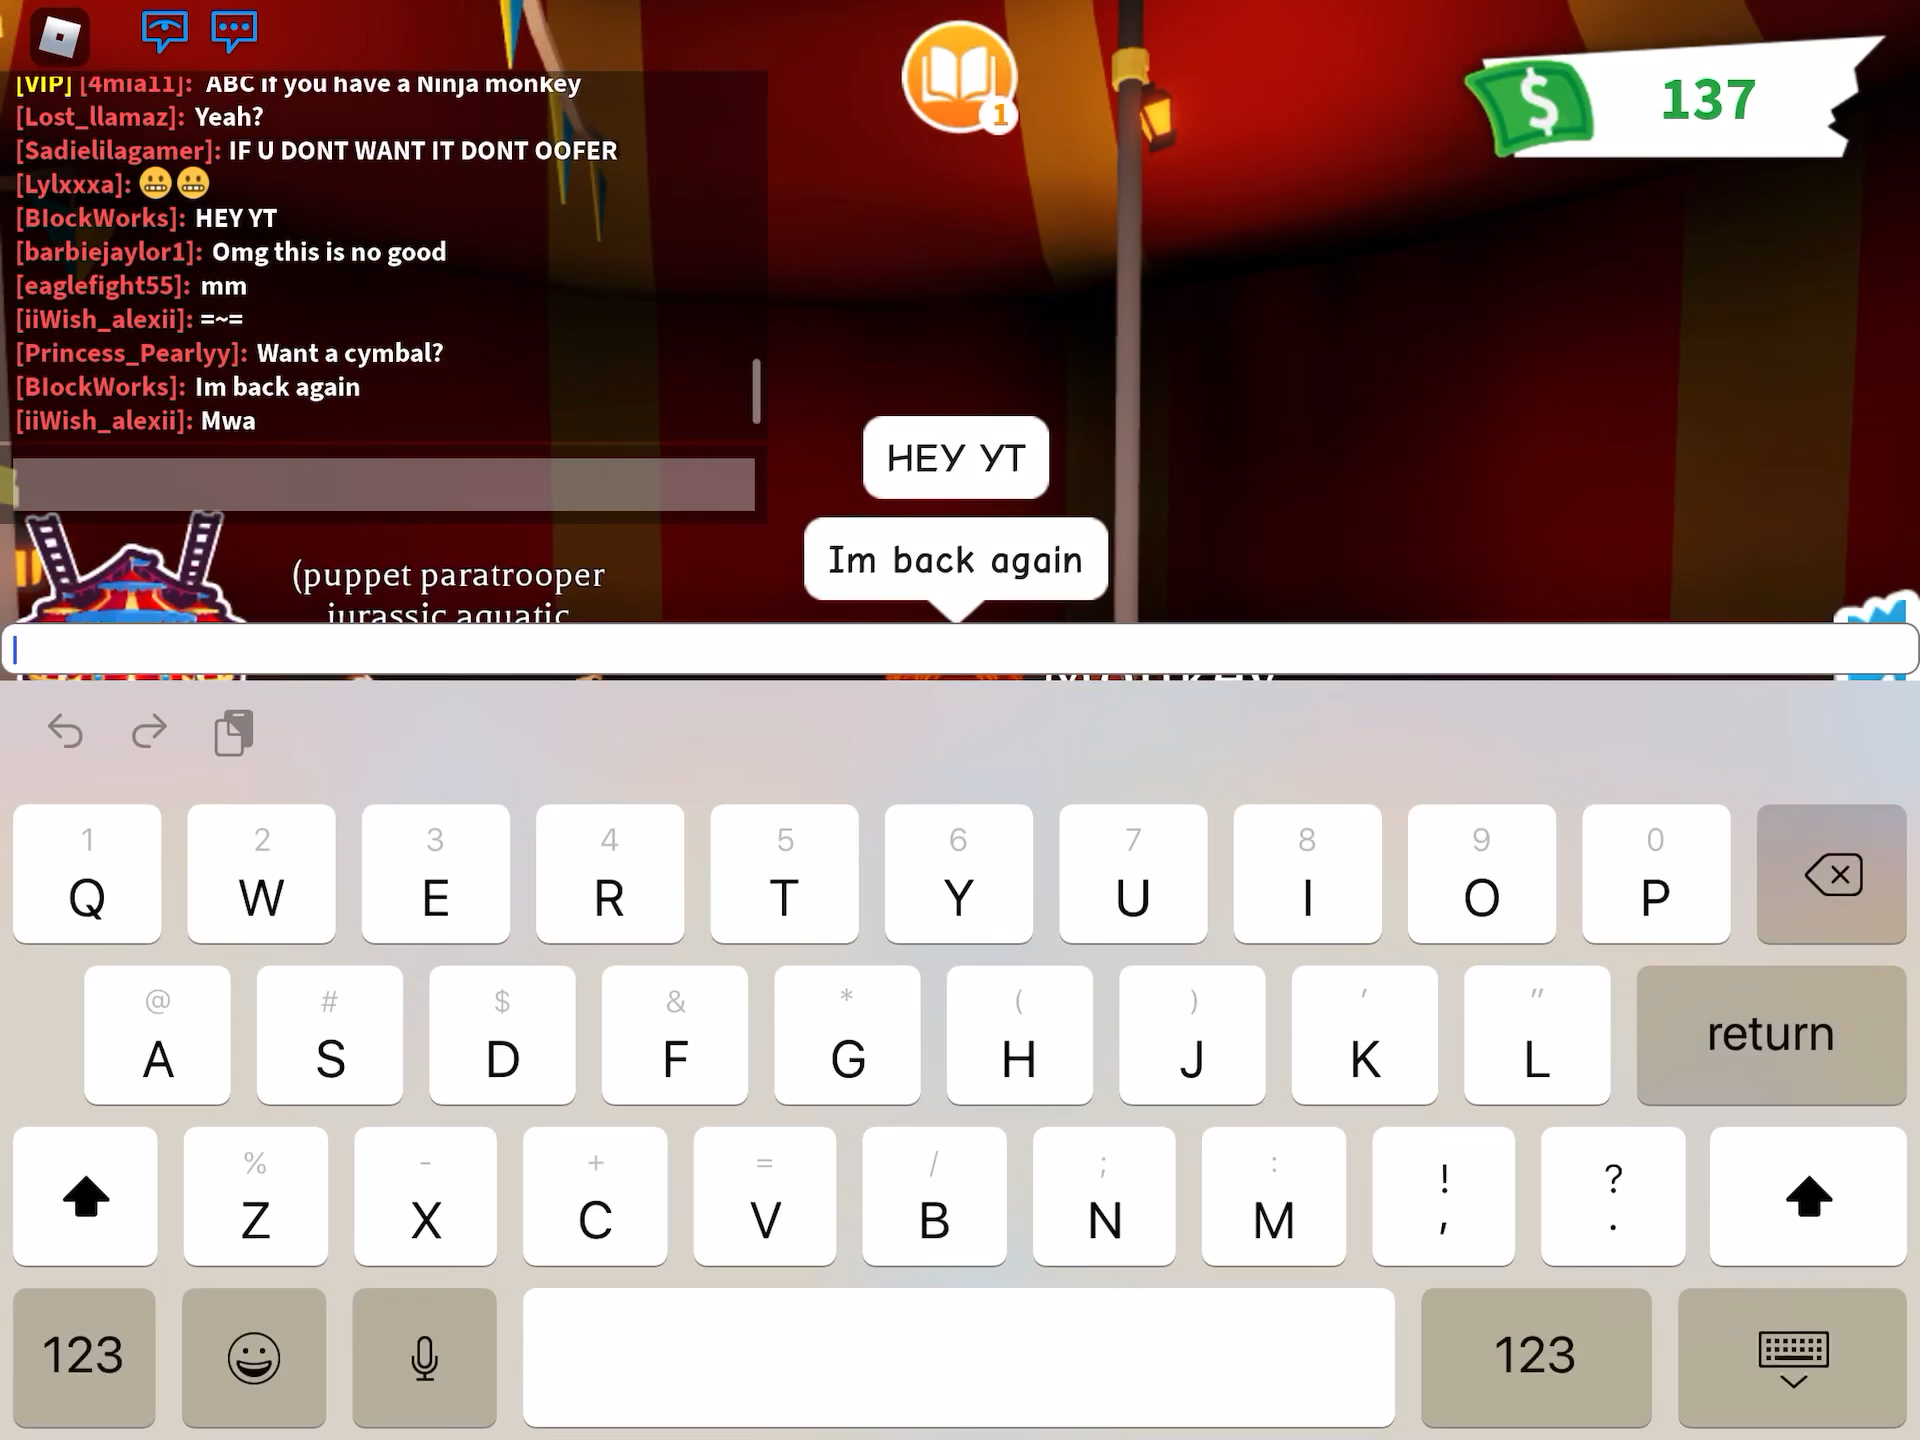 [VIP] [4mia11]: ABC if you have a Ninja monkey
[Lost_llamaz]: Yeah?
[Sadielilagamer]: IF U DONT WANT IT DONT OOFER
[Lylxxxa]: 😬😬
[BIockWorks]: HEY YT
[barbiejaylor1]: Omg this is no good
[eaglefight55]: mm
[iiWish_alexii]: =~=
[Princess_Pearlyy]: Want a cymbal?
[BIockWorks]: Im back again
[iiWish_alexii]: Mwa
1
$ 137
HEY YT
Im back again
(puppet paratrooper
jurassic aquatic
1 2 3 4 5 6 7 8 9 0
Q W E R T Y U I O P
@ # $ & * ( ) ' "
A S D F G H J K L return
% - + = / ; : ! ?
Z X C V B N M , .
123 123